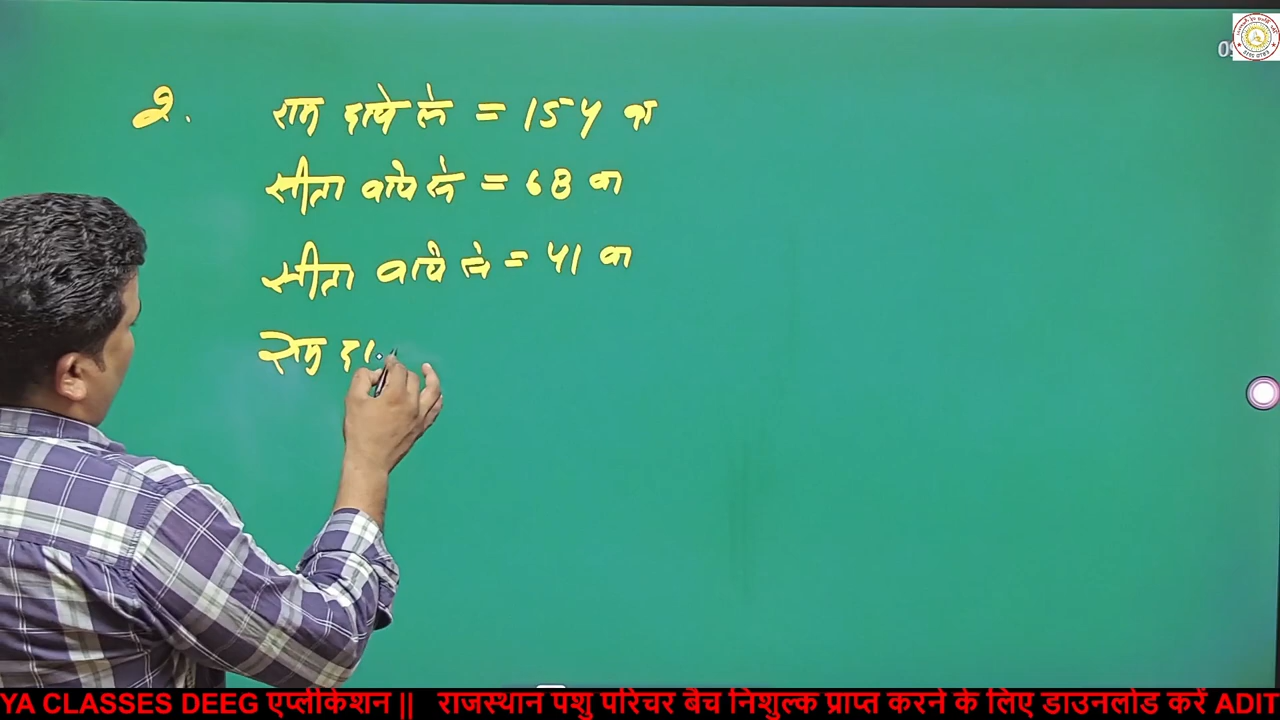 2. राम दांये से = 154 वा
सीता बांये से = 68 वा
सीता बांये से = 41 वा
राम दा
YA CLASSES DEEG एप्लीकेशन || राजस्थान पशु परिचर बैच निशुल्क प्राप्त करने के लिए डाउनलोड करें ADIT